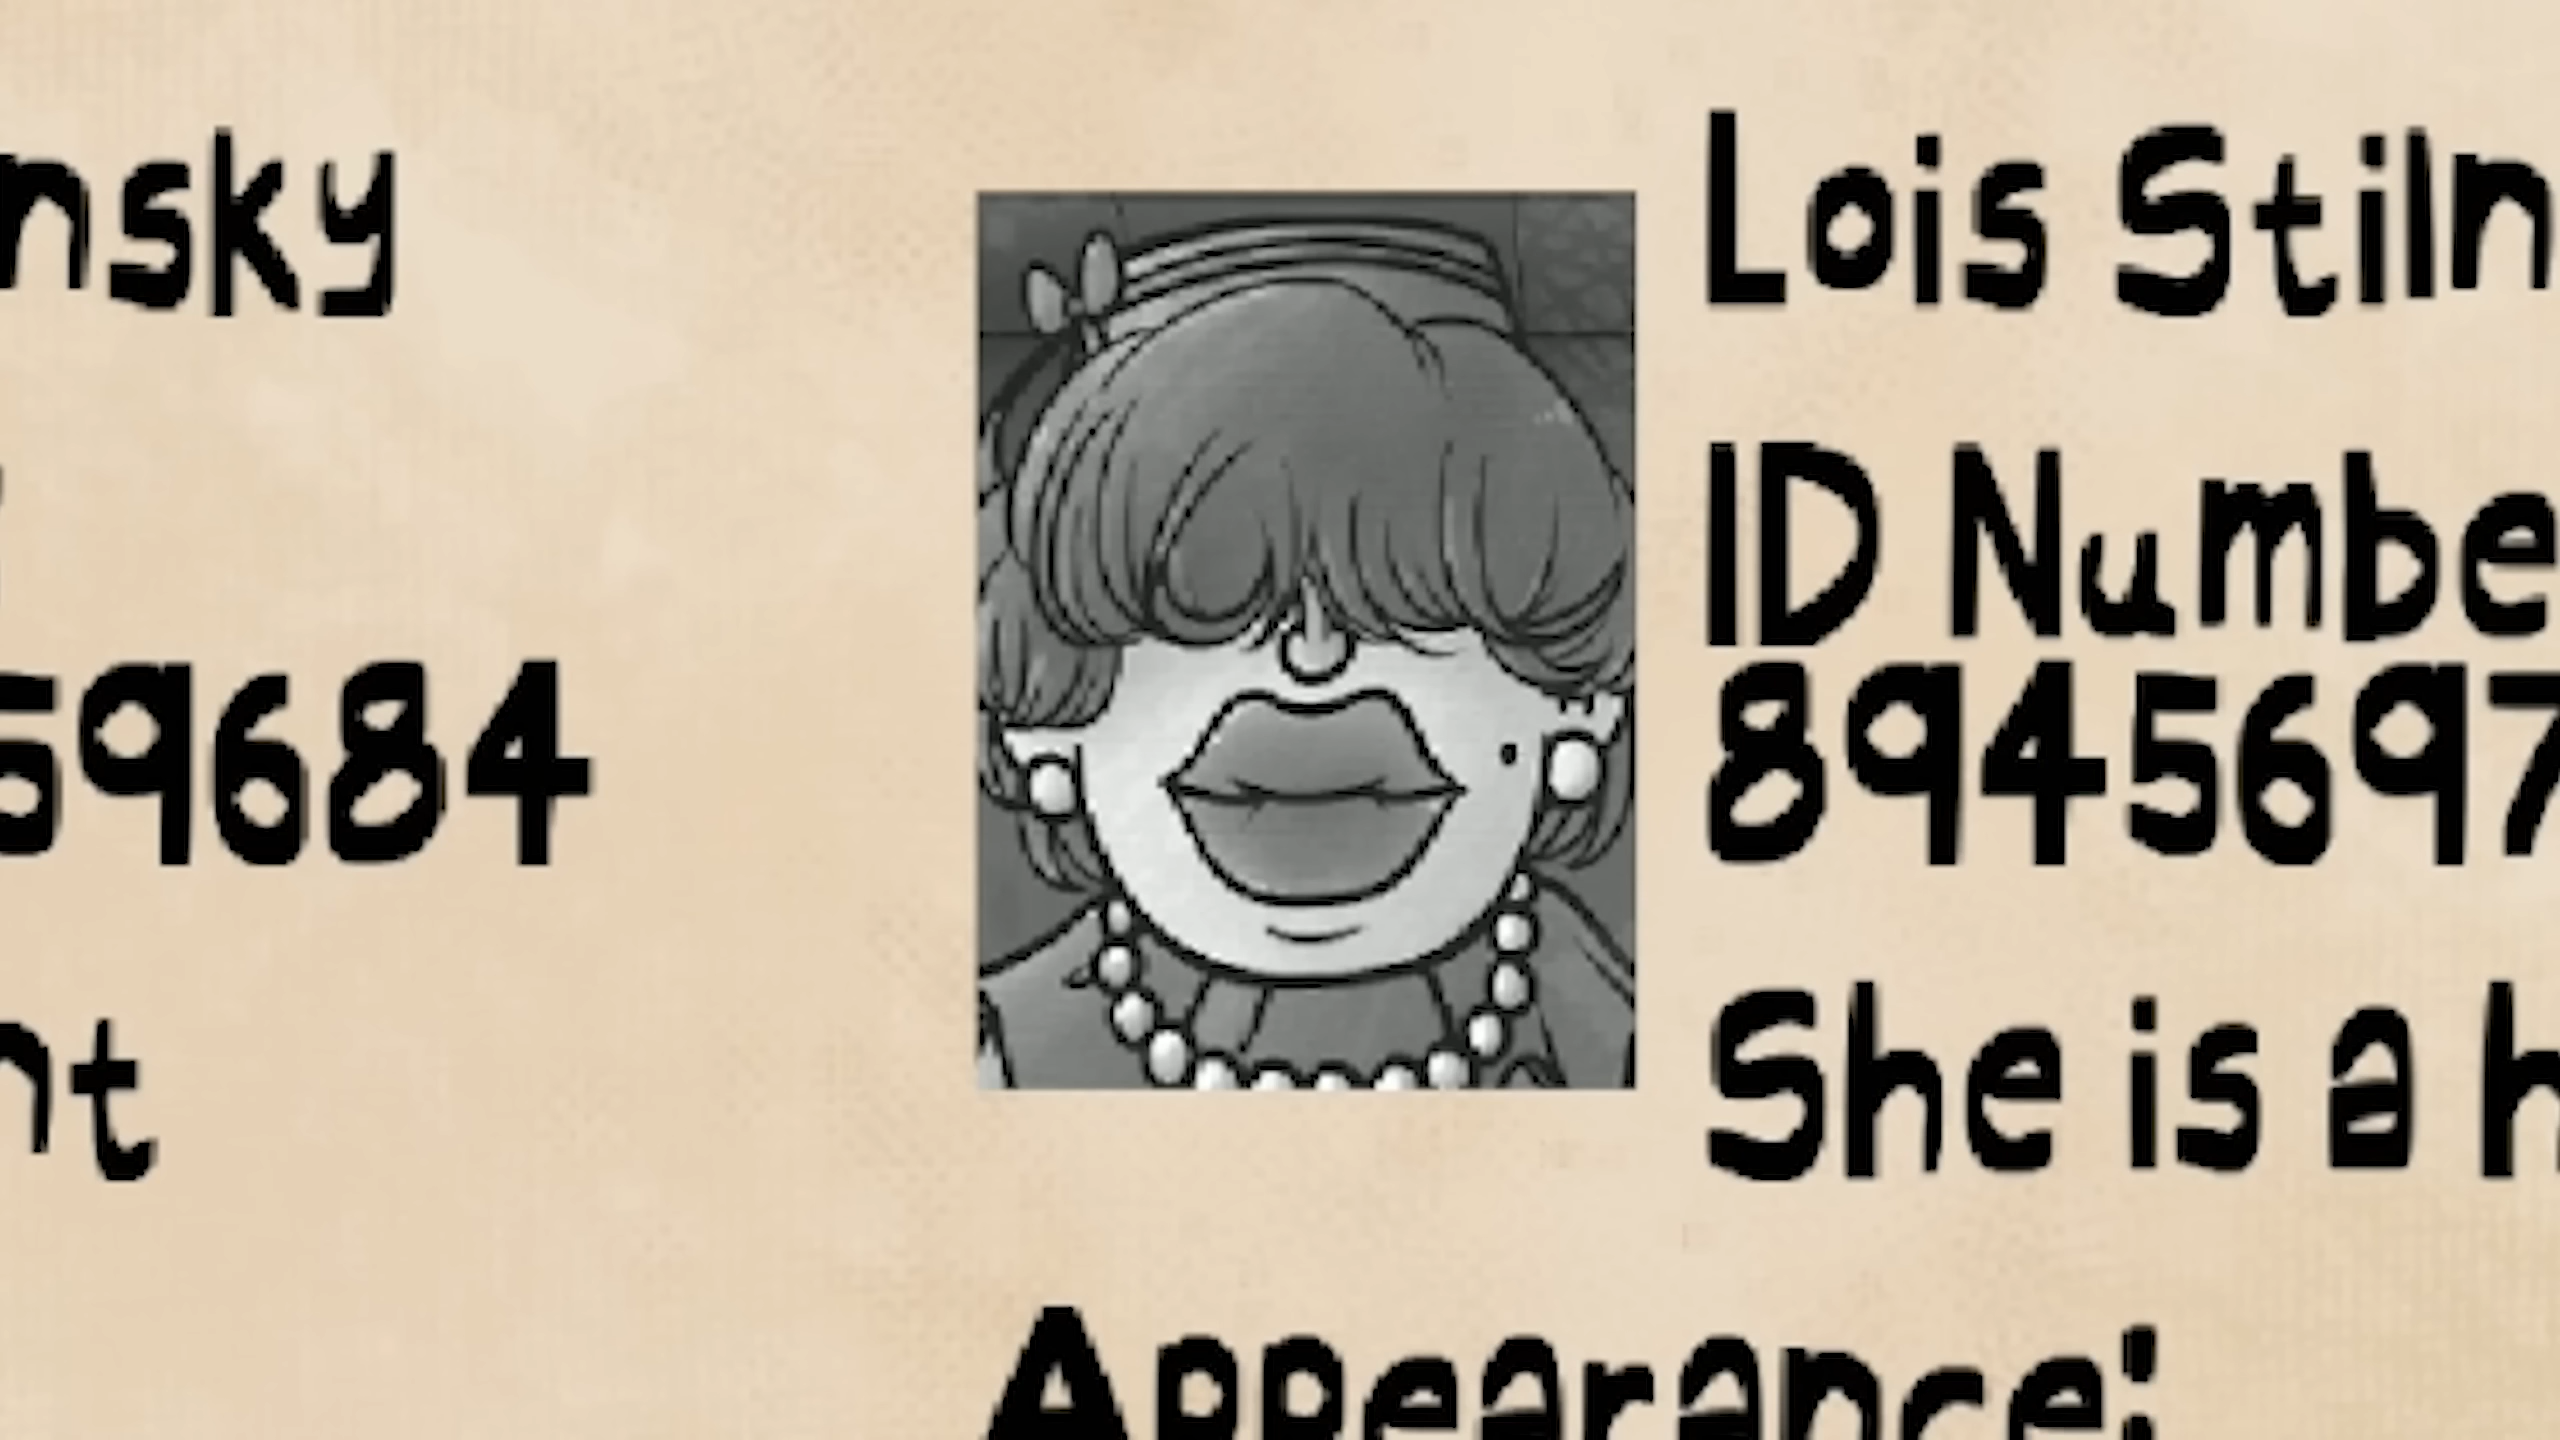 nsky
59684
nt
Lois Stiln
ID Numbe
8945697
She is a h
Appearance: